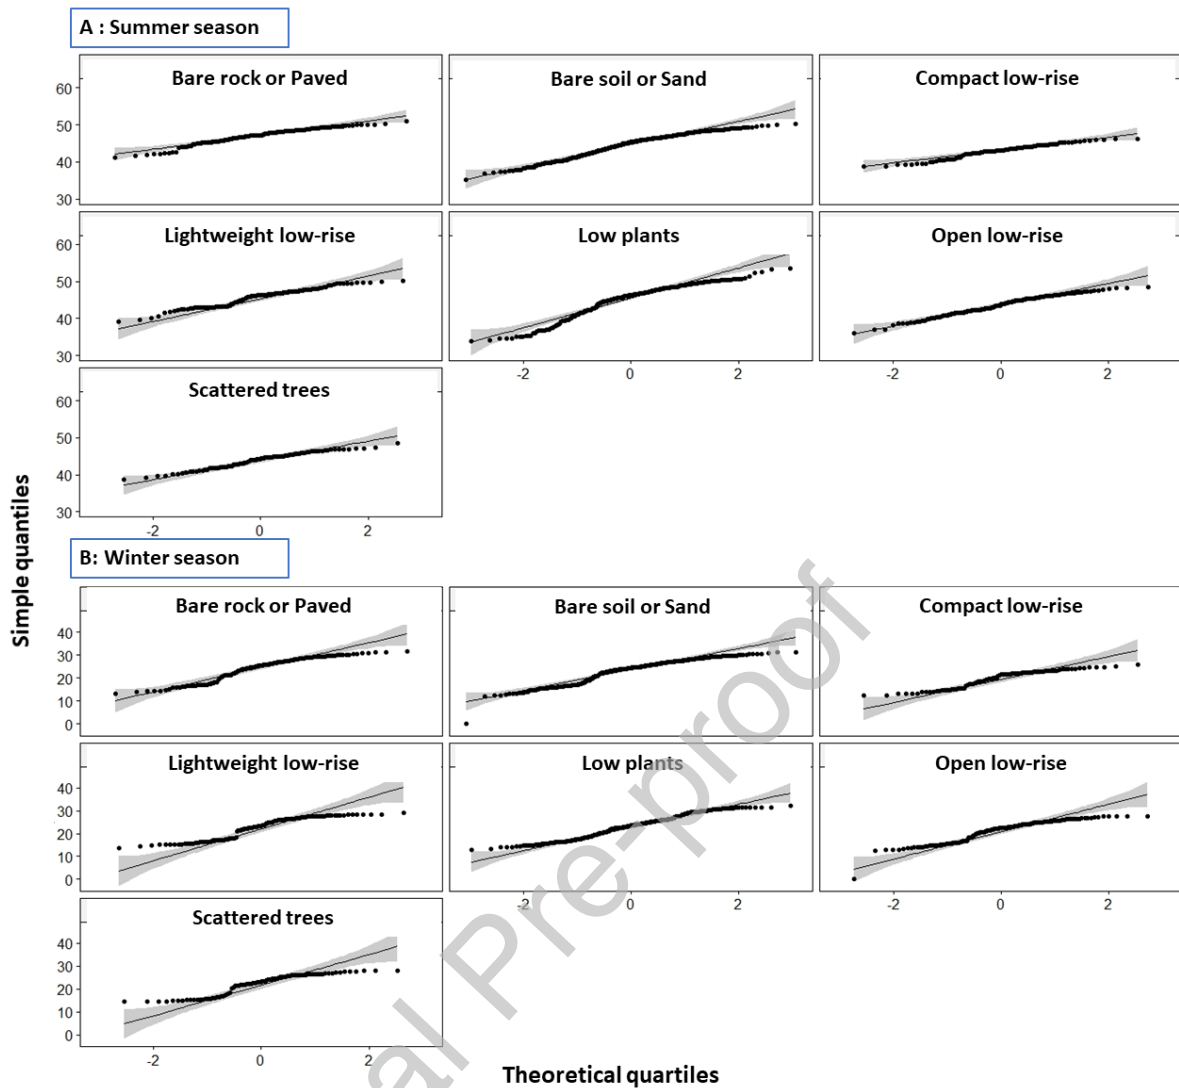 A : Summer season
Bare rock or Paved
Bare soil or Sand
Compact low-rise
60
50
40
30
Lightweight low-rise
Low plants
Open low-rise
60
50
40
30
-2 0 2
-2 0 2
Scattered trees
60
50
40
30
-2 0 2
Simple quantiles
B: Winter season
Bare rock or Paved
Bare soil or Sand
Compact low-rise
40
30
20
10
0
Lightweight low-rise
Low plants
Open low-rise
40
30
20
10
0
-2 0 2
-2 0 2
Scattered trees
40
30
20
10
0
-2 0 2
Theoretical quartiles
al Pre-proof